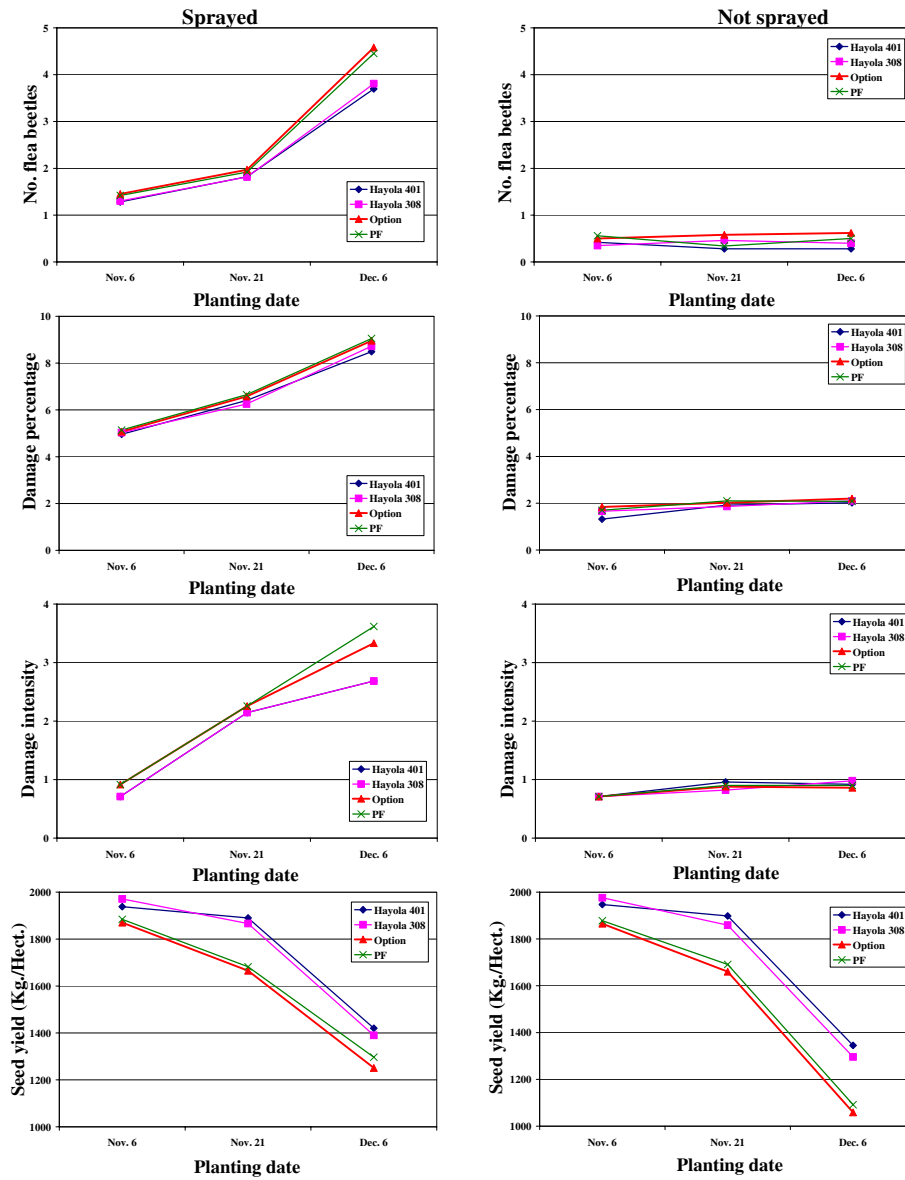 Sprayed
No. flea beetles
5
4
3
2
1
0
Hayola 401
Hayola 308
Option
PF
Nov. 6 Nov. 21 Dec. 6
Planting date
Not sprayed
No. flea beetles
5
4
3
2
1
0
Hayola 401
Hayola 308
Option
PF
Nov. 6 Nov. 21 Dec. 6
Planting date
Damage percentage
10
8
6
4
2
0
Hayola 401
Hayola 308
Option
PF
Nov. 6 Nov. 21 Dec. 6
Planting date
Damage percentage
10
8
6
4
2
0
Hayola 401
Hayola 308
Option
PF
Nov. 6 Nov. 21 Dec. 6
Planting date
Damage intensity
4
3
2
1
0
Hayola 401
Hayola 308
Option
PF
Nov. 6 Nov. 21 Dec. 6
Planting date
Damage intensity
4
3
2
1
0
Hayola 401
Hayola 308
Option
PF
Nov. 6 Nov. 21 Dec. 6
Planting date
Seed yield (Kg./Hect.)
2000
1800
1600
1400
1200
1000
Hayola 401
Hayola 308
Option
PF
Nov. 6 Nov. 21 Dec. 6
Planting date
Seed yield (Kg./Hect.)
2000
1800
1600
1400
1200
1000
Hayola 401
Hayola 308
Option
PF
Nov. 6 Nov. 21 Dec. 6
Planting date